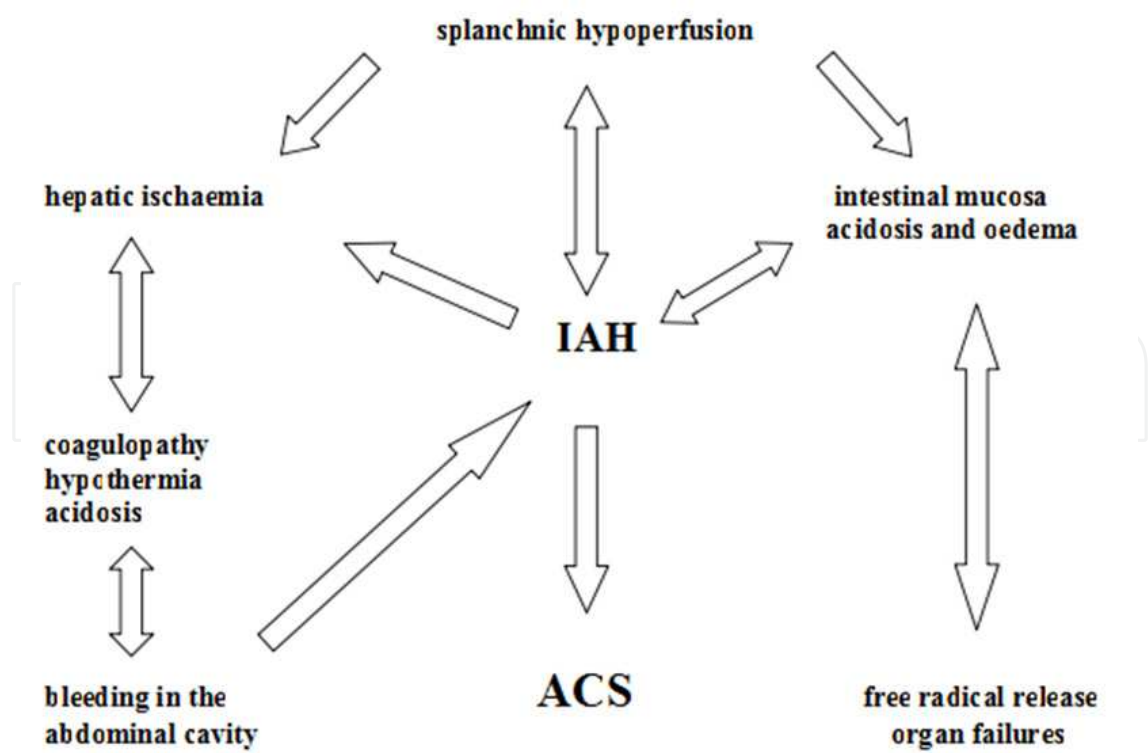 splanchnic hypoperfusion
hepatic ischaemia
intestinal mucosa
acidosis and oedema
IAH
coagulopathy
hypothermia
acidosis
bleeding in the
abdominal cavity
ACS
free radical release
organ failures